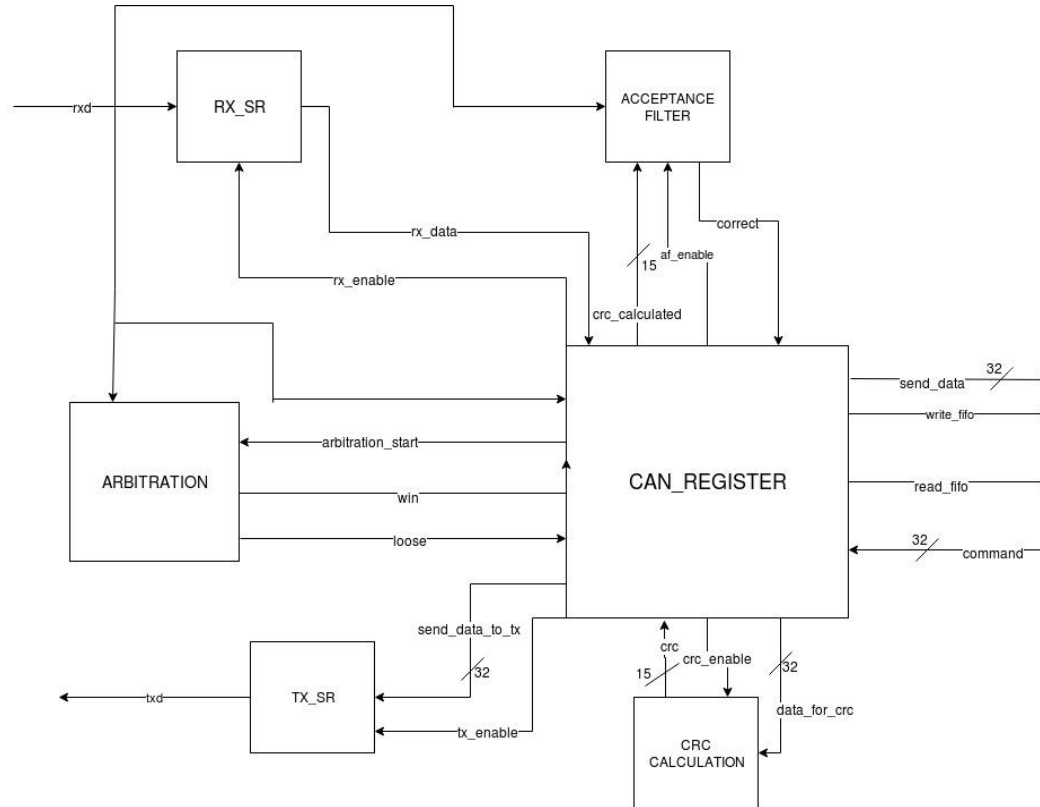 rxd
RX_SR
ACCEPTANCE
FILTER
rx_data
rx_enable
15
af_enable
correct
crc_calculated
32
send_data
write_fifo
arbitration_start
ARBITRATION
win
CAN_REGISTER
read_fifo
loose
32
command
send_data_to_tx
32
crc
crc_enable
15
32
txd
TX_SR
tx_enable
data_for_crc
CRC
CALCULATION